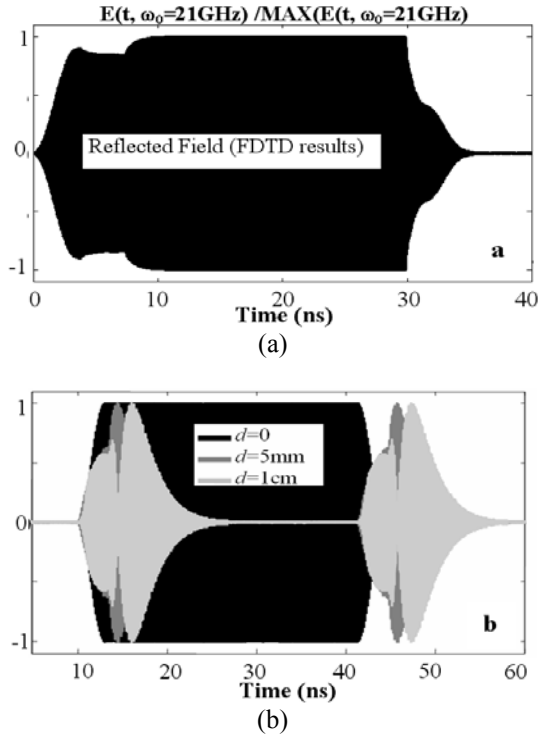 E(t, ω₀=21GHz) /MAX(E(t, ω₀=21GHz)
1
0
-1
Reflected Field (FDTD results)
a
0 10 20 30 40
Time (ns)
(a)
1
0
-1
d=0
d=5mm
d=1cm
b
10 20 30 40 50 60
Time (ns)
(b)